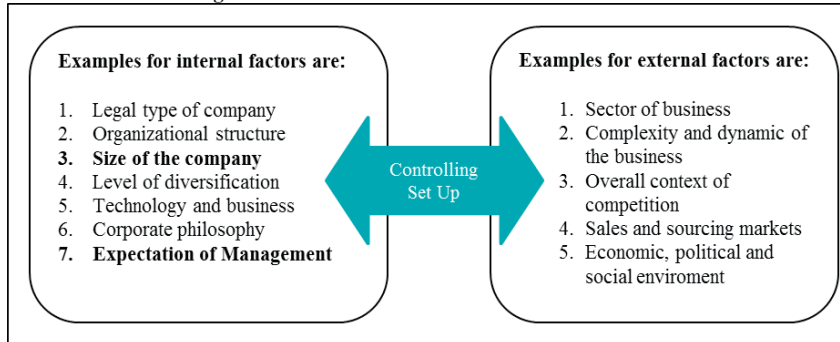 Examples for internal factors are:
1. Legal type of company
2. Organizational structure
3. Size of the company
4. Level of diversification
5. Technology and business
6. Corporate philosophy
7. Expectation of Management
Controlling
Set Up
Examples for external factors are:
1. Sector of business
2. Complexity and dynamic of
the business
3. Overall context of
competition
4. Sales and sourcing markets
5. Economic, political and
social enviroment